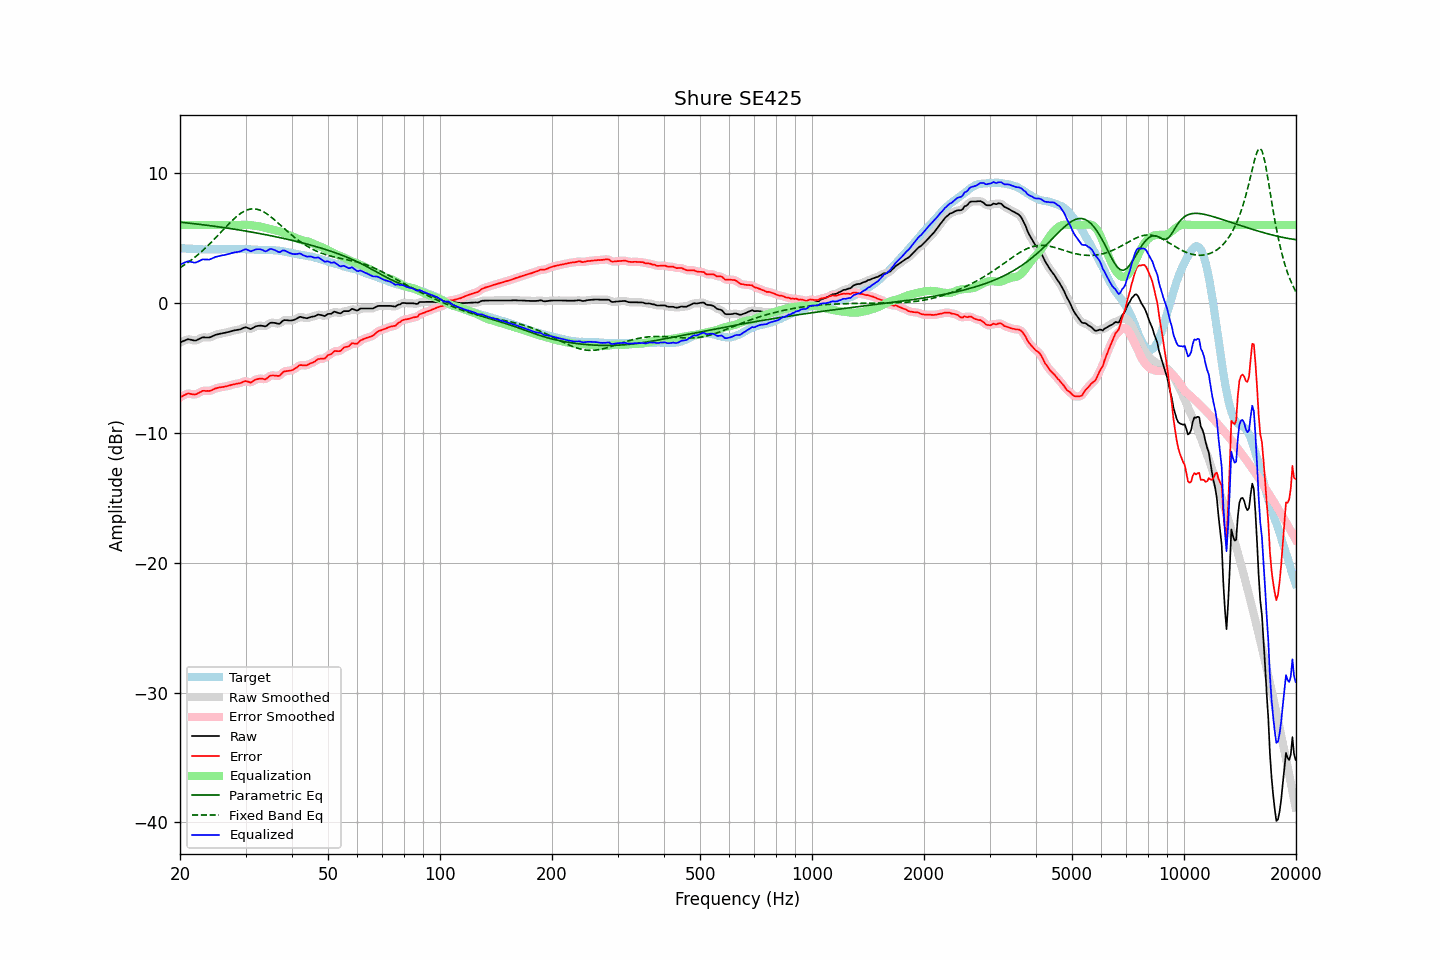 Shure SE425
Amplitude (dBr)
10
0
−10
−20
−30
−40
Target
Raw Smoothed
Error Smoothed
Raw
Error
Equalization
Parametric Eq
Fixed Band Eq
Equalized
20 50 100 200 500 1000 2000 5000 10000 20000
Frequency (Hz)